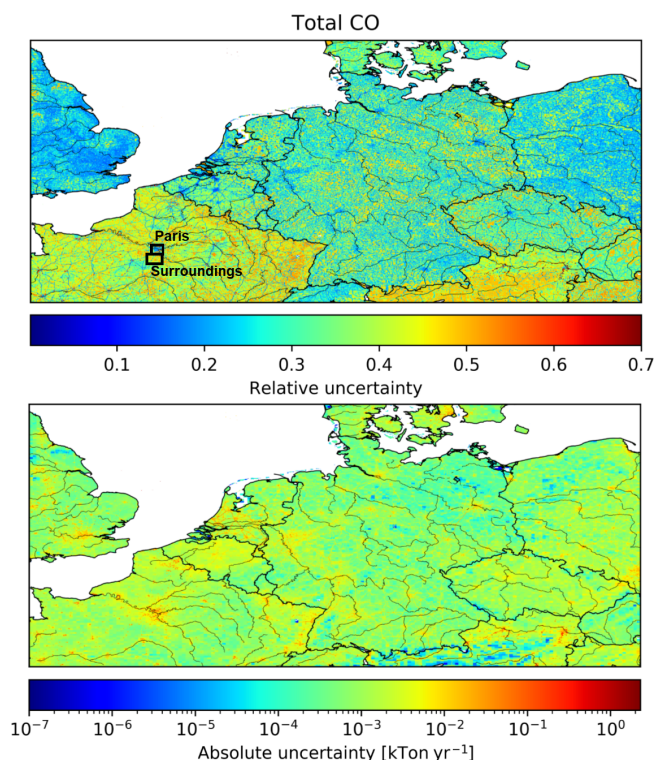 Total CO
Paris
Surroundings
0.1 0.2 0.3 0.4 0.5 0.6 0.7
Relative uncertainty
10⁻⁷ 10⁻⁶ 10⁻⁵ 10⁻⁴ 10⁻³ 10⁻² 10⁻¹ 10⁰
Absolute uncertainty [kTon yr⁻¹]